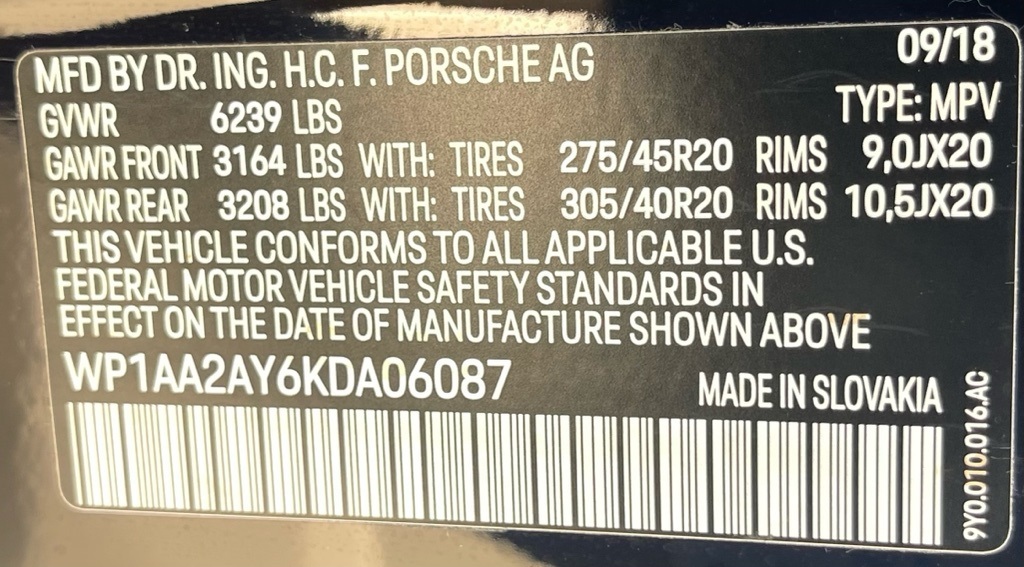 09/18
MFD BY DR. ING. H.C. F. PORSCHE AG
TYPE: MPV
GVWR 6239 LBS
GAWR FRONT 3164 LBS WITH: TIRES 275/45R20 RIMS 9,0JX20
GAWR REAR 3208 LBS WITH: TIRES 305/40R20 RIMS 10,5JX20
THIS VEHICLE CONFORMS TO ALL APPLICABLE U.S.
FEDERAL MOTOR VEHICLE SAFETY STANDARDS IN
EFFECT ON THE DATE OF MANUFACTURE SHOWN ABOVE
WP1AA2AY6KDA06087
MADE IN SLOVAKIA
9Y0.010.016.AC